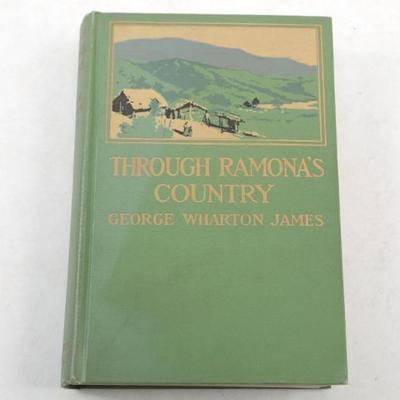 THROUGH RAMONA'S
COUNTRY
GEORGE WHARTON JAMES